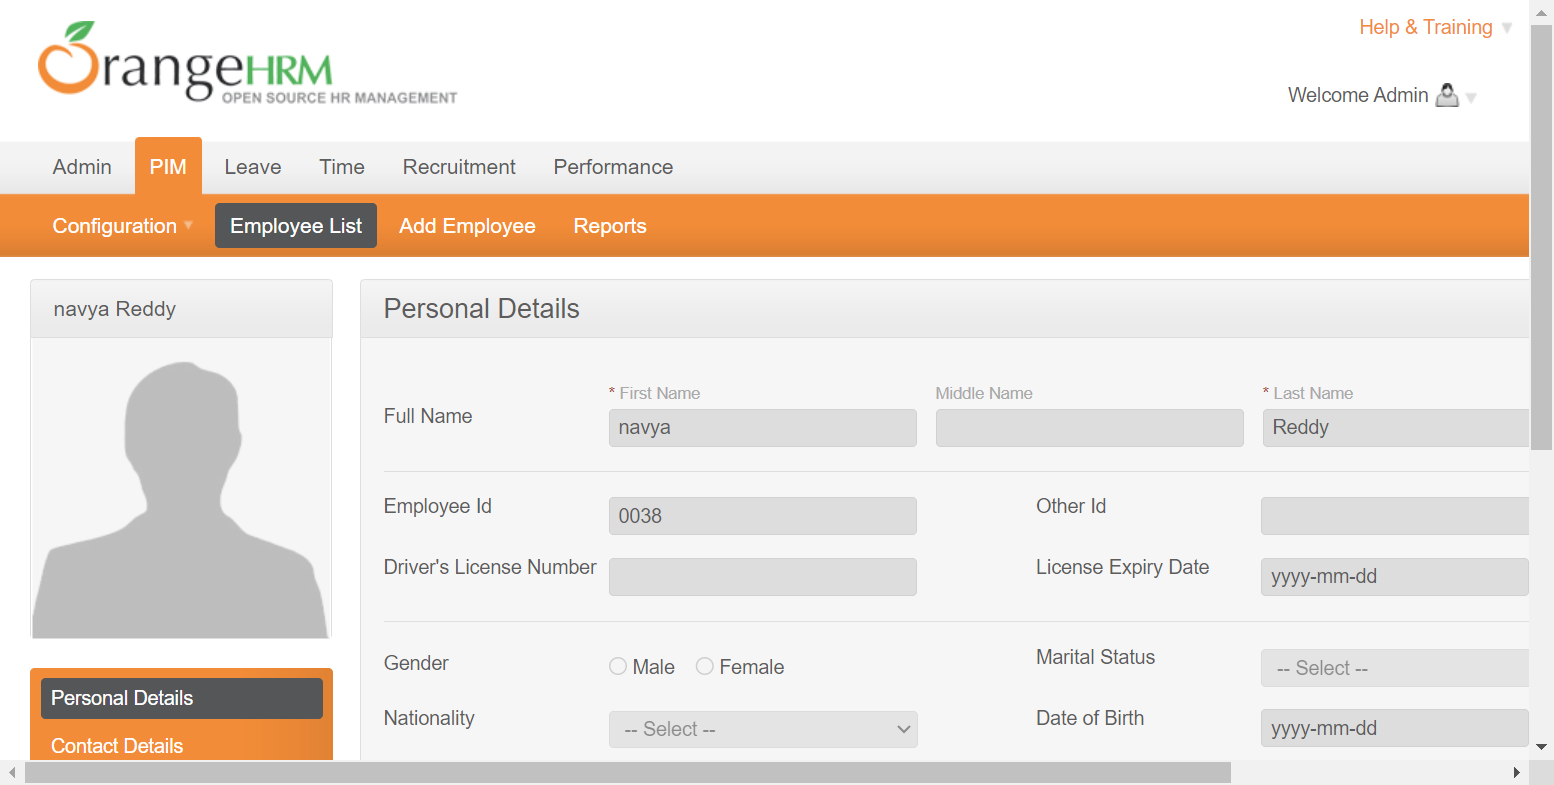 Help & Training
OrangeHRM
OPEN SOURCE HR MANAGEMENT
Welcome Admin
Admin PIM Leave Time Recruitment Performance
Configuration Employee List Add Employee Reports
navya Reddy
Personal Details
* First Name Middle Name * Last Name
Full Name navya Reddy
Employee Id 0038 Other Id
Driver's License Number License Expiry Date yyyy-mm-dd
Gender Male Female Marital Status -- Select --
Nationality -- Select -- Date of Birth yyyy-mm-dd
Personal Details
Contact Details